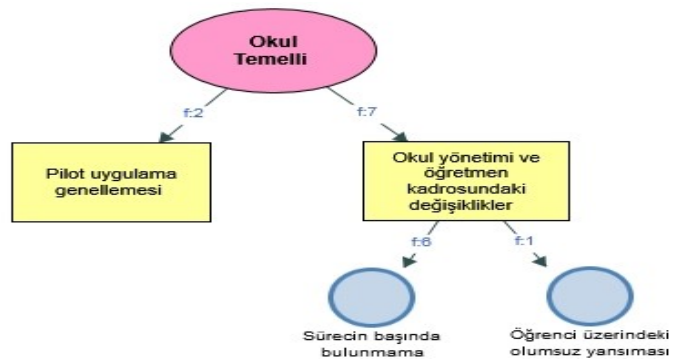 Okul
Temelli
f:2
f:7
Pilot uygulama
genellemesi
Okul yönetimi ve
öğretmen
kadrosundaki
değişiklikler
f:6
f:1
Sürecin başında
bulunmama
Öğrenci üzerindeki
olumsuz yansıması